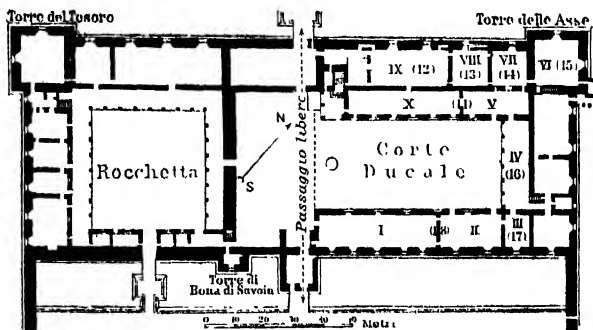 Torre del Tesoro
Torre delle Asse
IX (12)
VIII
(13)
VII
(14)
VI (15)
X
(11)
V
N
S
Passaggio libero
Rocchetta
Corte
Ducale
IV
(16)
I
(18)
II
III
(17)
Torre di
Bona di Savoia
0 10 20 30 40
Metri